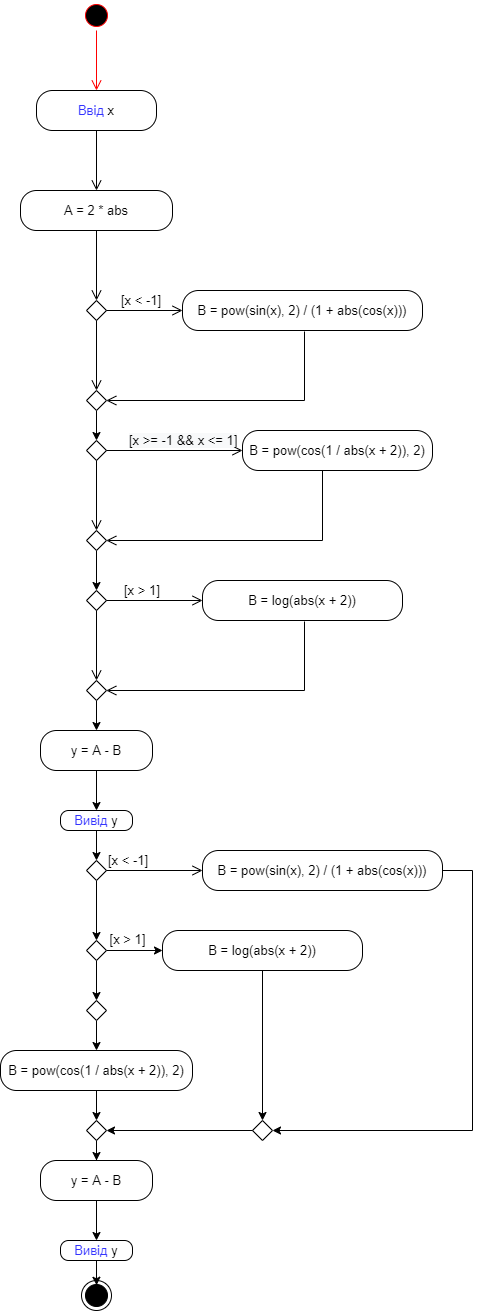 Ввід x
A = 2 * abs
[x < -1]
B = pow(sin(x), 2) / (1 + abs(cos(x)))
[x >= -1 && x <= 1]
B = pow(cos(1 / abs(x + 2)), 2)
[x > 1]
B = log(abs(x + 2))
y = A - B
Вивід y
[x < -1]
B = pow(sin(x), 2) / (1 + abs(cos(x)))
[x > 1]
B = log(abs(x + 2))
B = pow(cos(1 / abs(x + 2)), 2)
y = A - B
Вивід y